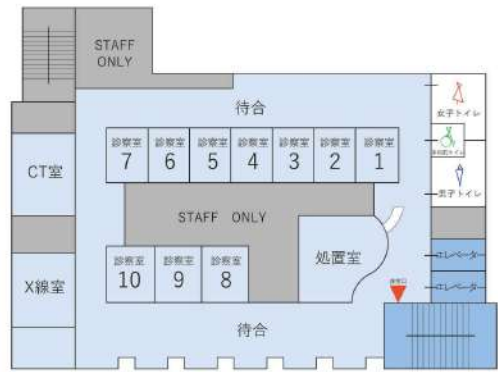 STAFF
ONLY
待合
女子トイレ
診察室
7
診察室
6
診察室
5
診察室
4
診察室
3
診察室
2
診察室
1
CT室
男子トイレ
STAFF ONLY
処置室
エレベーター
診察室
10
診察室
9
診察室
8
X線室
エレベーター
待合